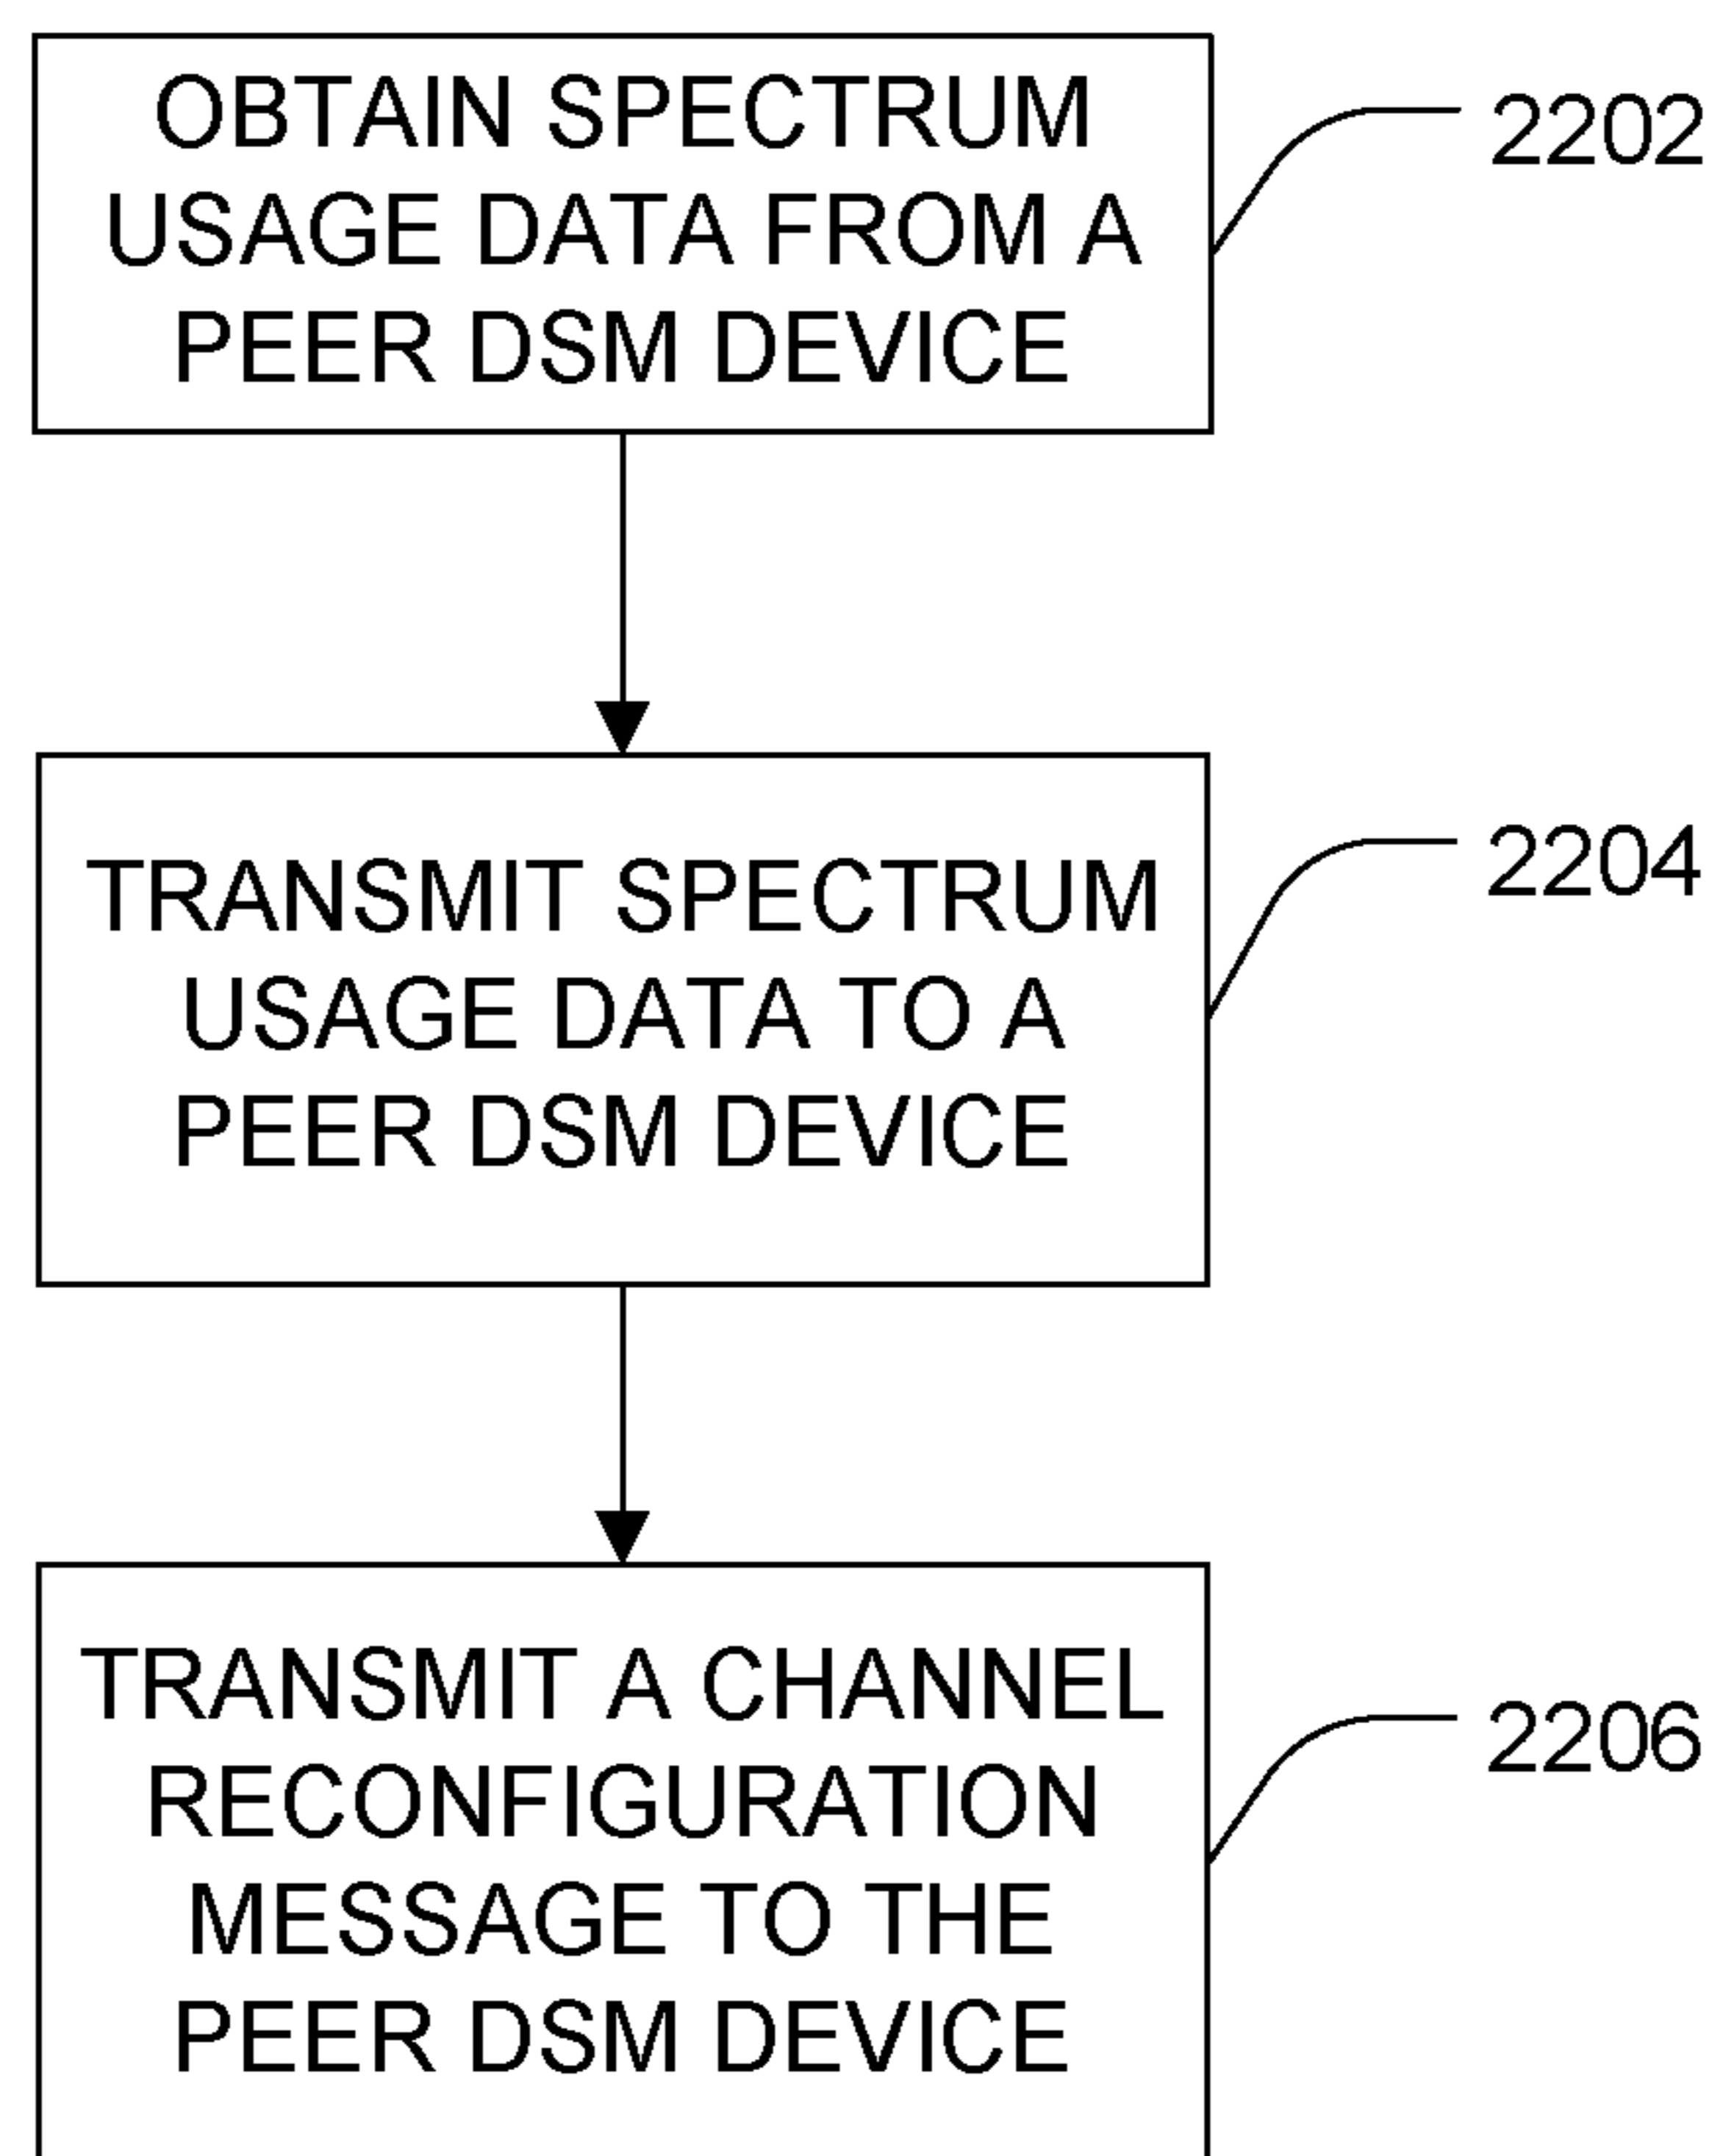 OBTAIN SPECTRUM
USAGE DATA FROM A
PEER DSM DEVICE
2202
TRANSMIT SPECTRUM
USAGE DATA TO A
PEER DSM DEVICE
2204
TRANSMIT A CHANNEL
RECONFIGURATION
MESSAGE TO THE
PEER DSM DEVICE
2206